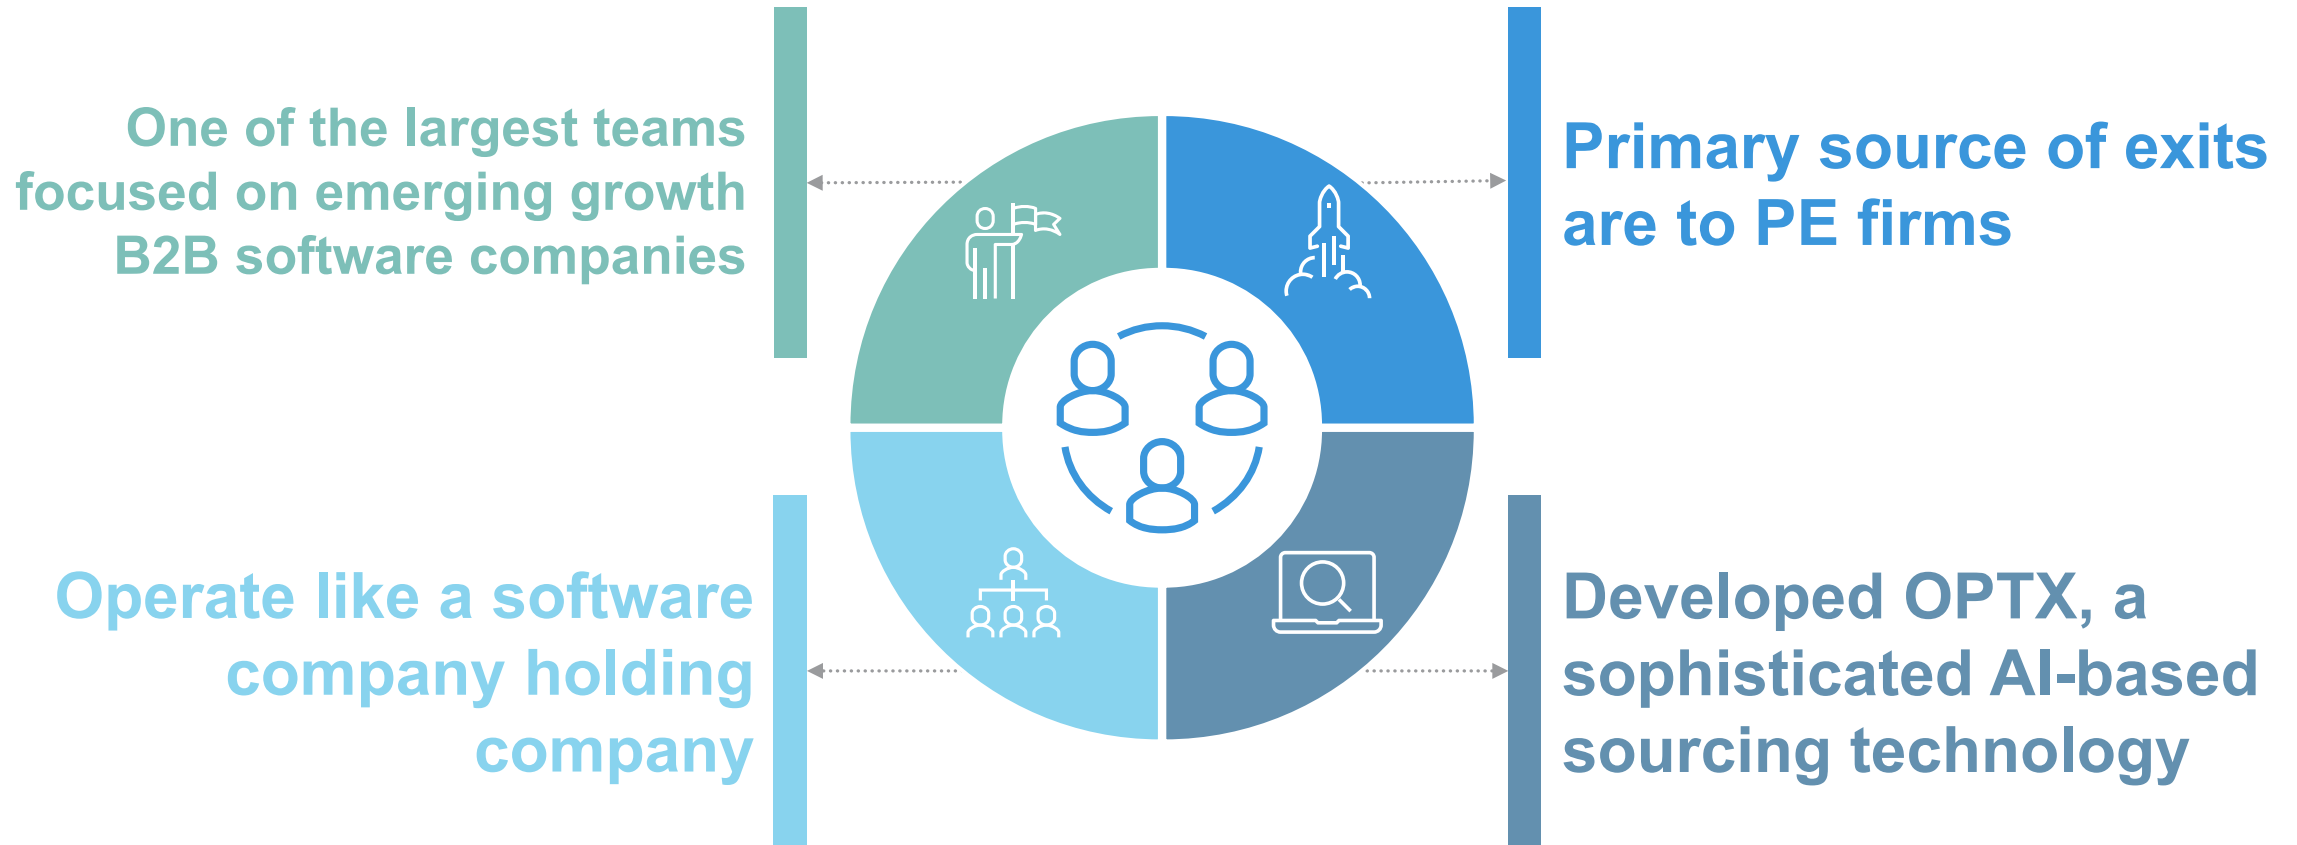 One of the largest teams
focused on emerging growth
B2B software companies
Primary source of exits
are to PE firms
Operate like a software
company holding
company
Developed OPTX, a
sophisticated AI-based
sourcing technology